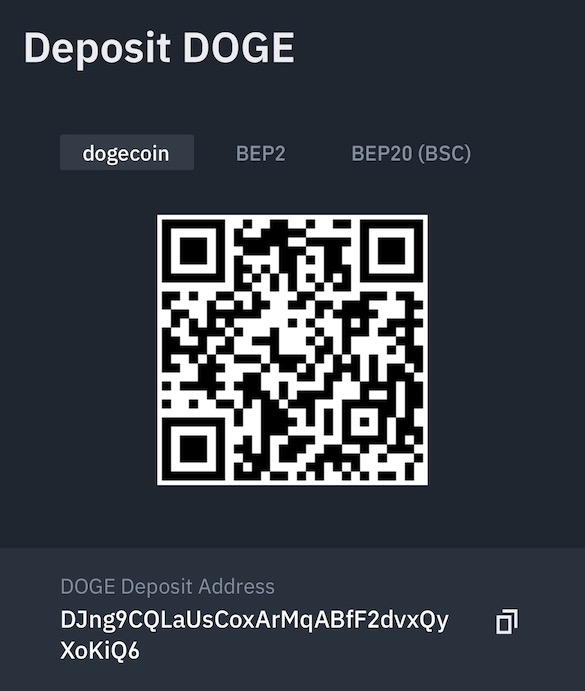 Deposit DOGE
dogecoin BEP2 BEP20 (BSC)
DOGE Deposit Address
DJng9CQLaUsCoxArMqABfF2dvxQy
XoKiQ6